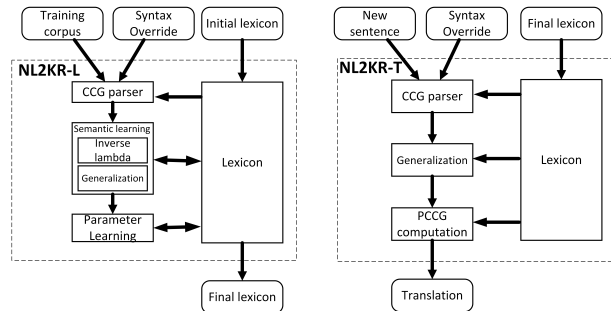 Training
corpus
Syntax
Override
Initial lexicon
NL2KR-L
CCG parser
Semantic learning
Inverse
lambda
Generalization
Parameter
Learning
Lexicon
Final lexicon
New
sentence
Syntax
Override
Final lexicon
NL2KR-T
CCG parser
Generalization
PCCG
computation
Lexicon
Translation